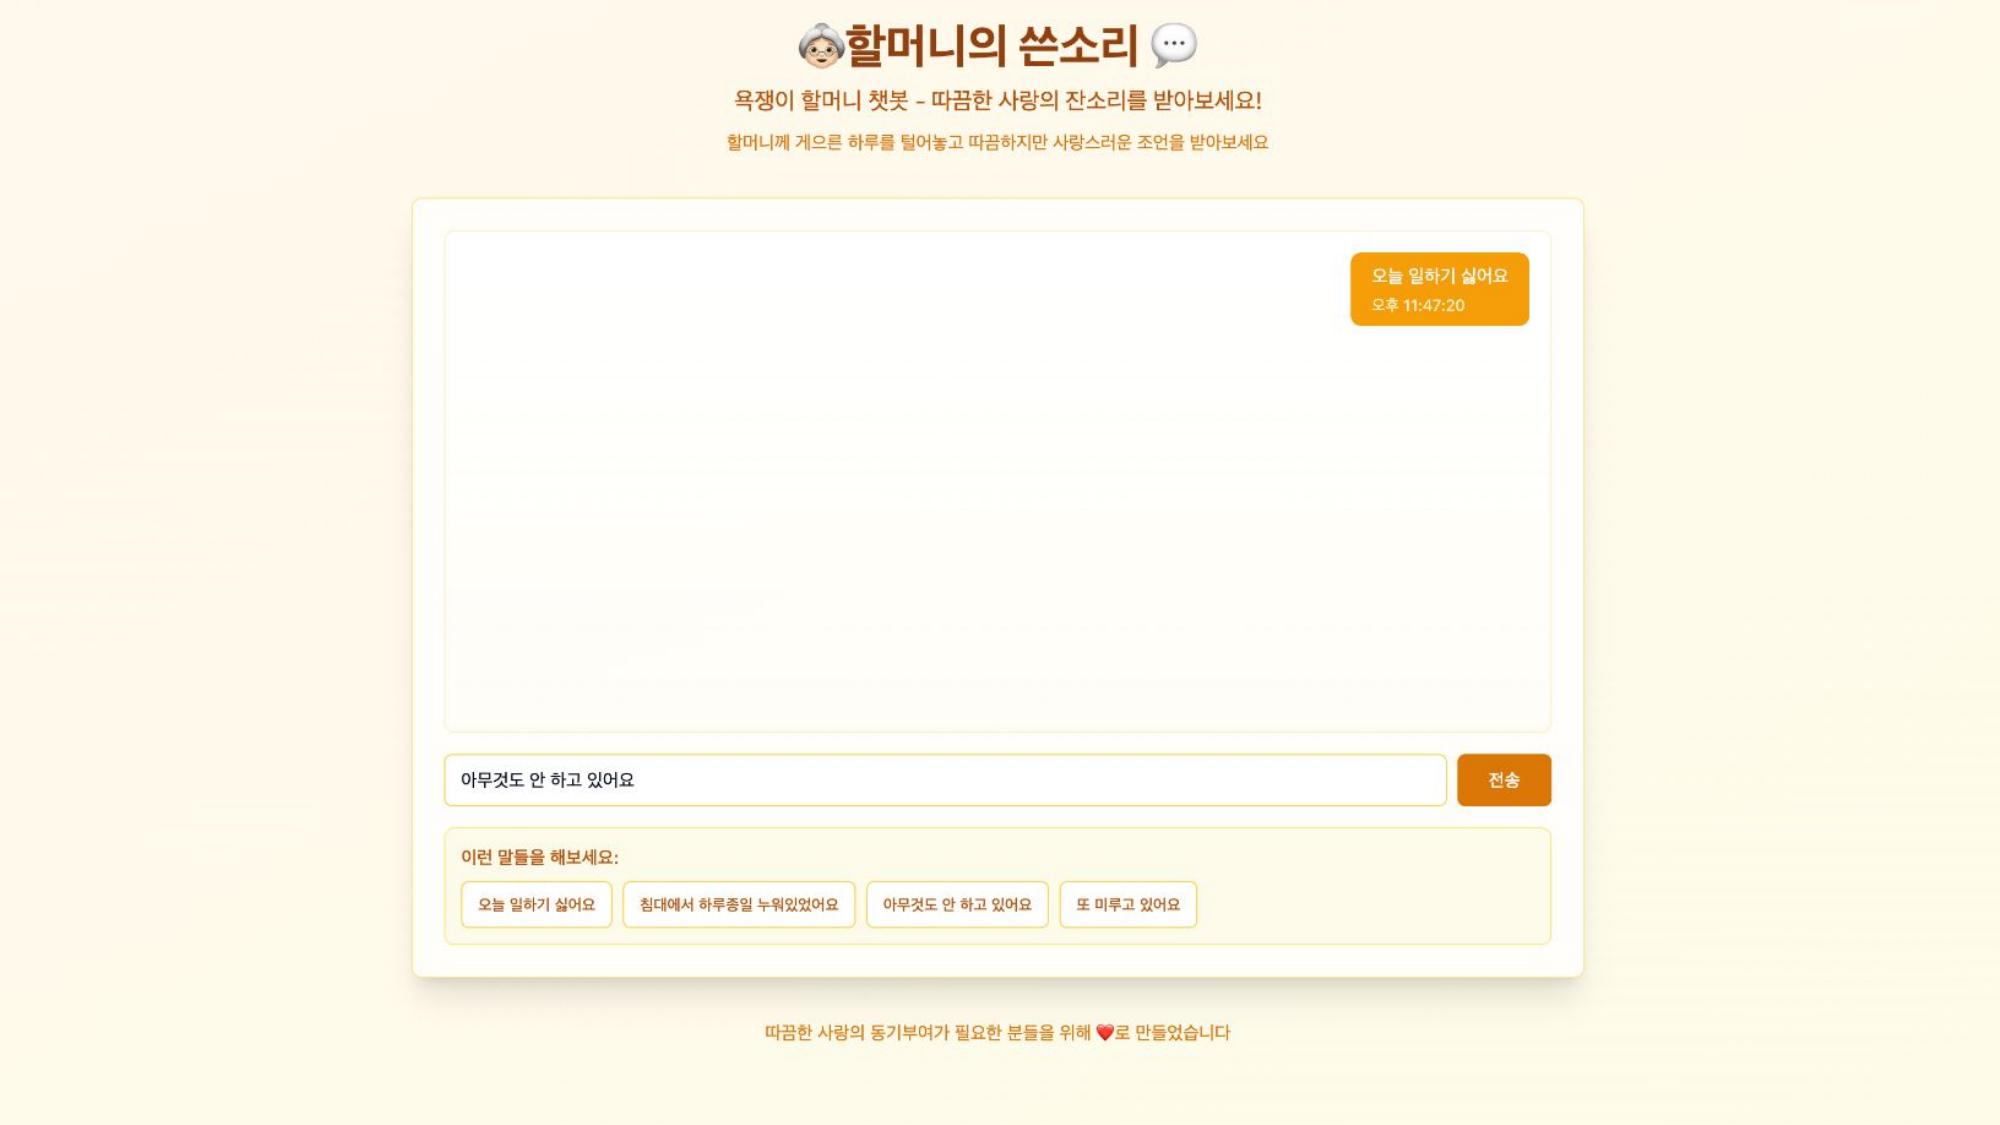 👵🏻할머니의 쓴소리 💬
욕쟁이 할머니 챗봇 - 따끔한 사랑의 잔소리를 받아보세요!
할머니께 게으른 하루를 털어놓고 따끔하지만 사랑스러운 조언을 받아보세요
오늘 일하기 싫어요
오후 11:47:20
아무것도 안 하고 있어요
전송
이런 말들을 해보세요:
오늘 일하기 싫어요
침대에서 하루종일 누워있었어요
아무것도 안 하고 있어요
또 미루고 있어요
따끔한 사랑의 동기부여가 필요한 분들을 위해 ❤️로 만들었습니다